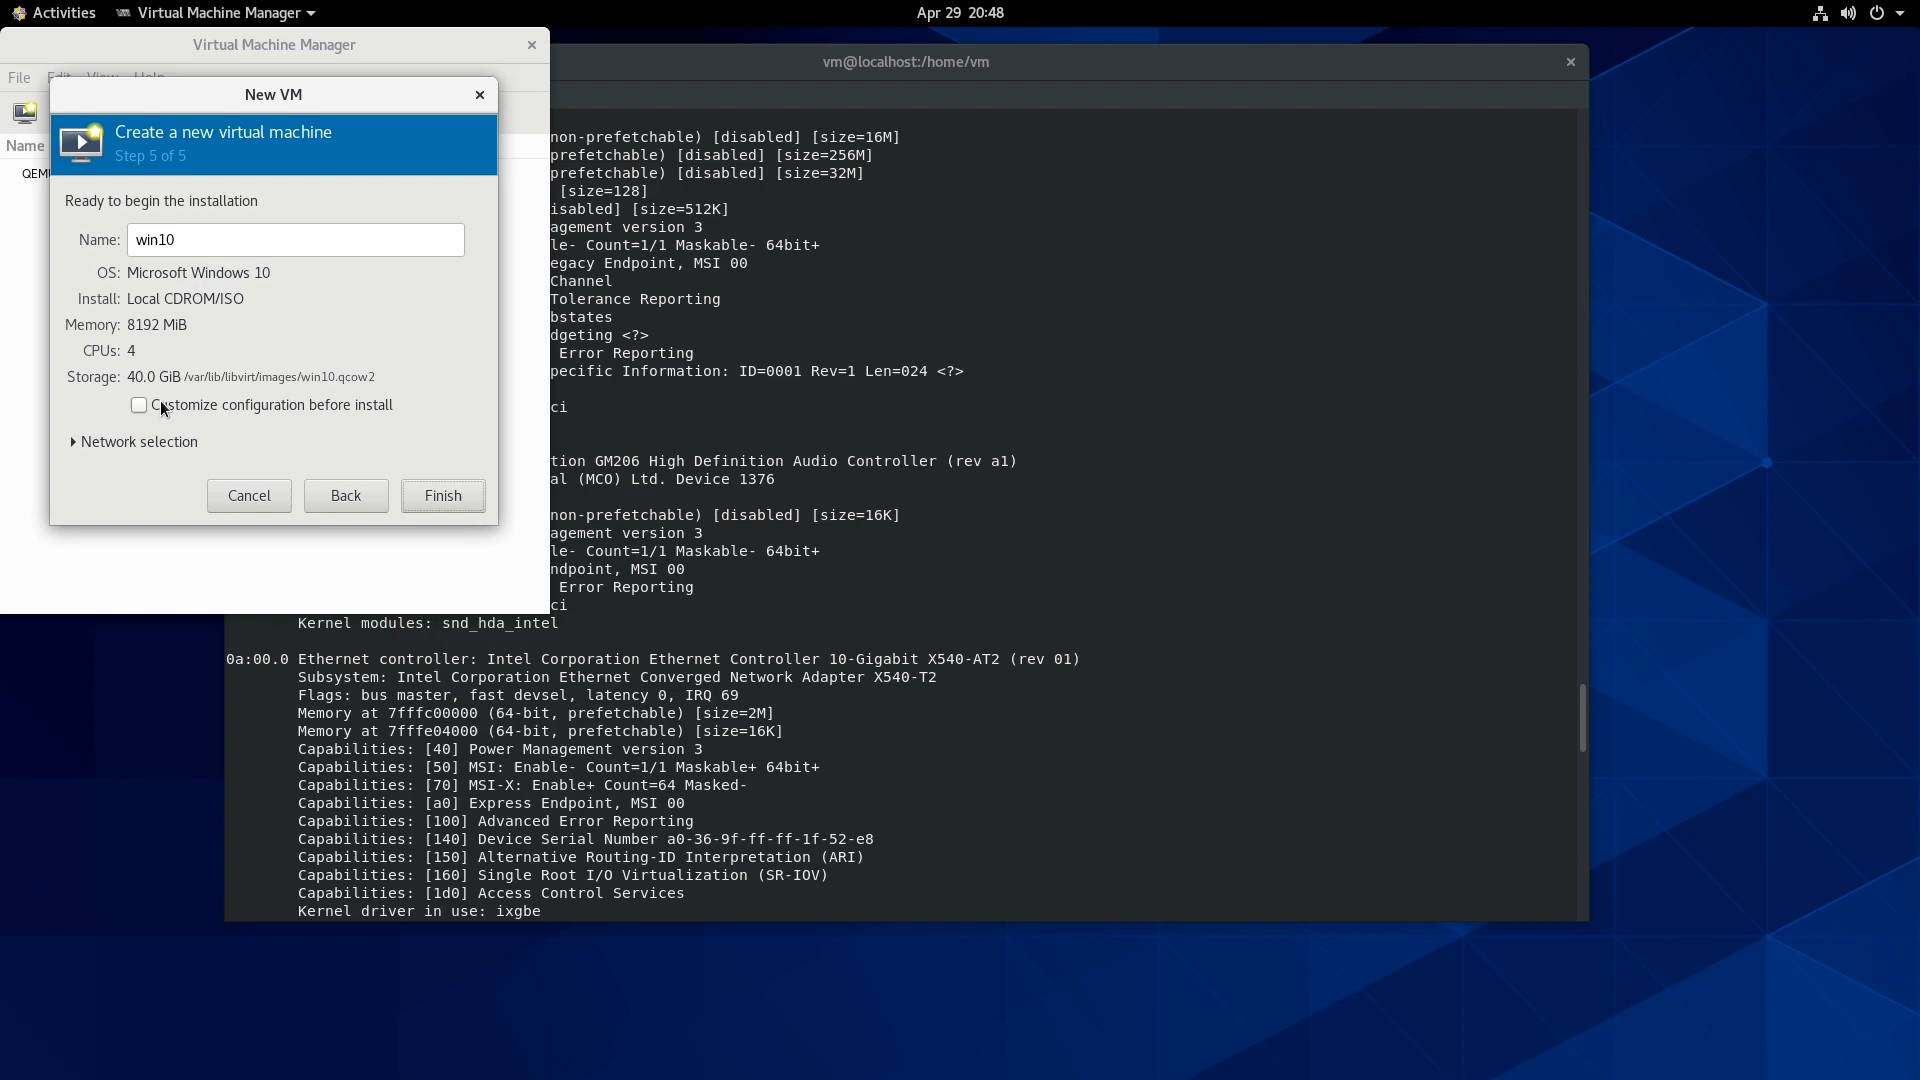 Activities
Virtual Machine Manager
Apr 29 20:48
Virtual Machine Manager
File Edit View Help
New VM
Create a new virtual machine
Step 5 of 5
Name
Ready to begin the installation
Name: win10
OS: Microsoft Windows 10
Install: Local CDROM/ISO
Memory: 8192 MiB
CPUs: 4
Storage: 40.0 GiB /var/lib/libvirt/images/win10.qcow2
Customize configuration before install
Network selection
Cancel Back Finish
vm@localhost:/home/vm
non-prefetchable) [disabled] [size=16M]
prefetchable) [disabled] [size=256M]
prefetchable) [disabled] [size=32M]
[size=128]
isabled] [size=512K]
agement version 3
le- Count=1/1 Maskable- 64bit+
egacy Endpoint, MSI 00
Channel
Tolerance Reporting
bstates
dgeting <?>
Error Reporting
pecific Information: ID=0001 Rev=1 Len=024 <?>
ci
tion GM206 High Definition Audio Controller (rev a1)
al (MCO) Ltd. Device 1376
non-prefetchable) [disabled] [size=16K]
agement version 3
le- Count=1/1 Maskable- 64bit+
ndpoint, MSI 00
Error Reporting
ci
Kernel modules: snd_hda_intel
0a:00.0 Ethernet controller: Intel Corporation Ethernet Controller 10-Gigabit X540-AT2 (rev 01)
Subsystem: Intel Corporation Ethernet Converged Network Adapter X540-T2
Flags: bus master, fast devsel, latency 0, IRQ 69
Memory at 7fffc00000 (64-bit, prefetchable) [size=2M]
Memory at 7fffe04000 (64-bit, prefetchable) [size=16K]
Capabilities: [40] Power Management version 3
Capabilities: [50] MSI: Enable- Count=1/1 Maskable+ 64bit+
Capabilities: [70] MSI-X: Enable+ Count=64 Masked-
Capabilities: [a0] Express Endpoint, MSI 00
Capabilities: [100] Advanced Error Reporting
Capabilities: [140] Device Serial Number a0-36-9f-ff-ff-1f-52-e8
Capabilities: [150] Alternative Routing-ID Interpretation (ARI)
Capabilities: [160] Single Root I/O Virtualization (SR-IOV)
Capabilities: [1d0] Access Control Services
Kernel driver in use: ixgbe